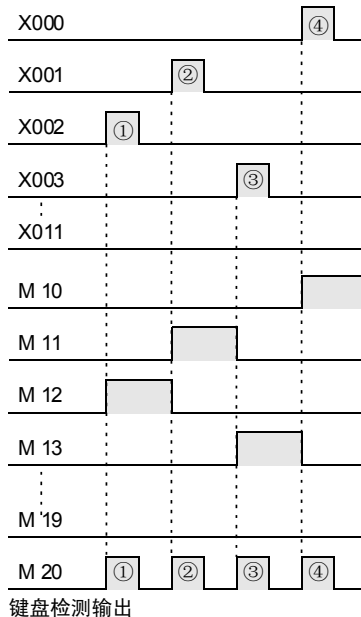 X000 ④
X001 ②
X002 ①
X003 ③
X011
M 10
M 11
M 12
M 13
M 19
M 20 ① ② ③ ④
键盘检测输出